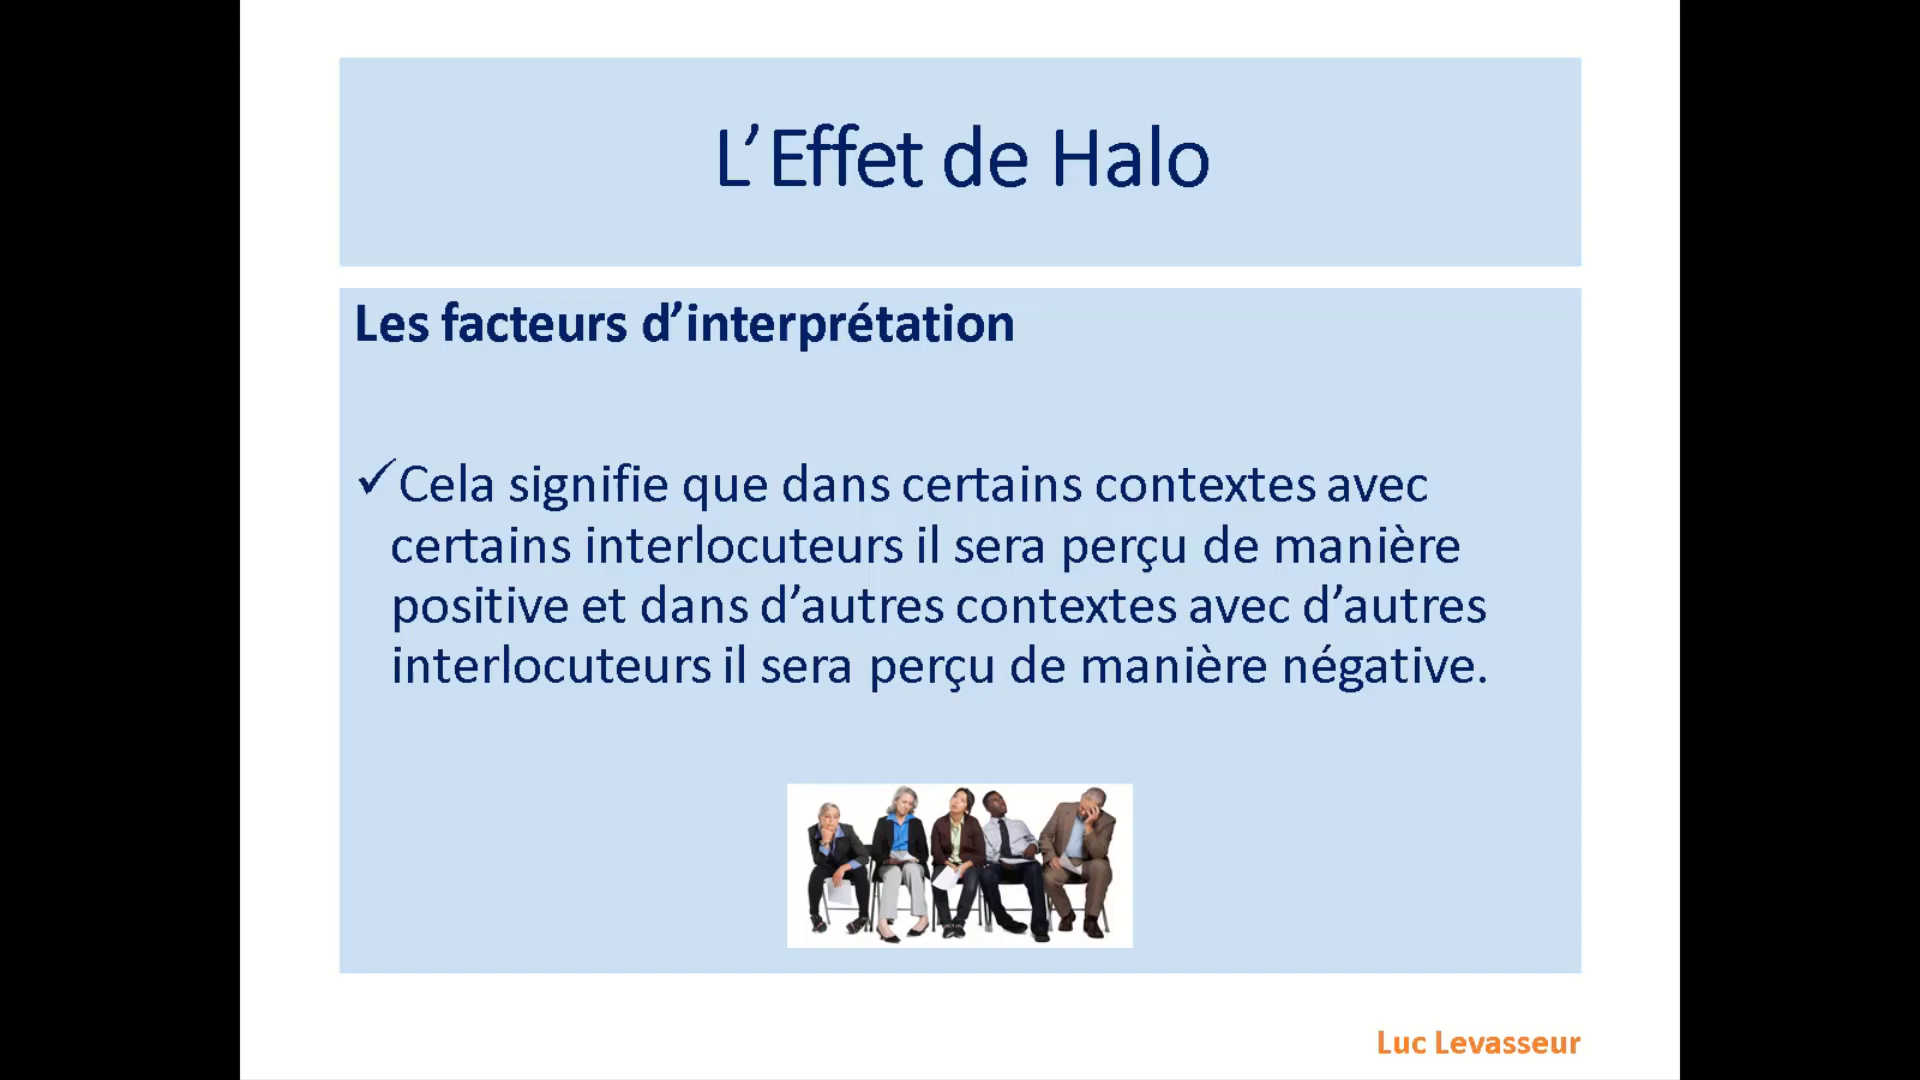 L’Effet de Halo
Les facteurs d’interprétation
✓Cela signifie que dans certains contextes avec
certains interlocuteurs il sera perçu de manière
positive et dans d’autres contextes avec d’autres
interlocuteurs il sera perçu de manière négative.
Luc Levasseur